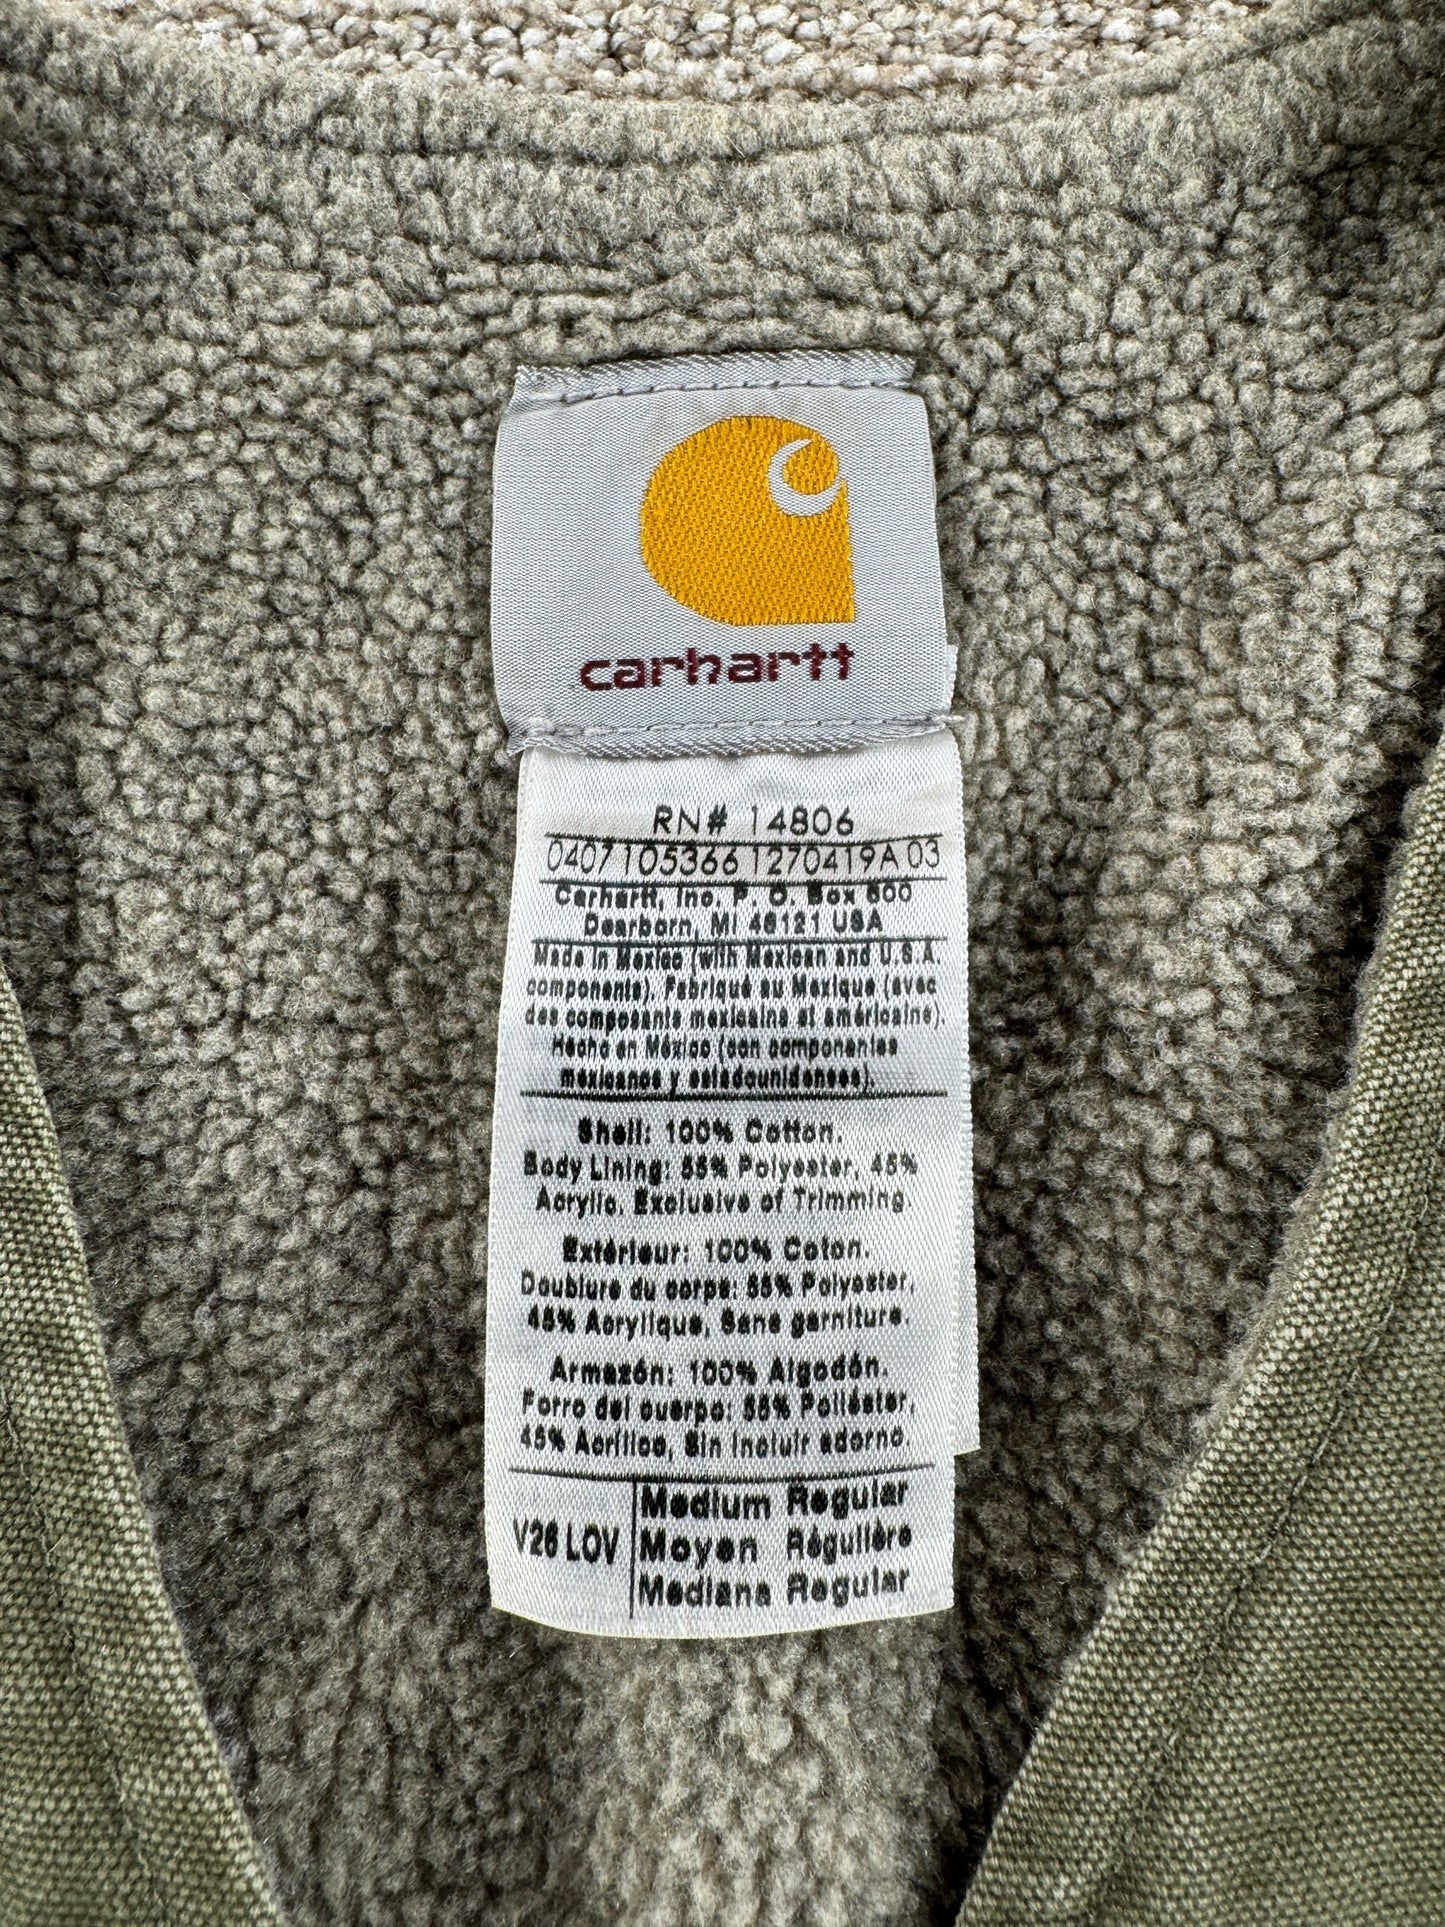 carhartt
RN# 14806
0407 105366 1270419A 03
Carhartt, Inc. P. O. Box 600
Dearborn, MI 48121 USA
Made in Mexico (with Mexican and U.S.A.
components). Fabriqué au Mexique (avec
des composants mexicains et américains).
Hecho en México (con componentes
mexicanos y estadounidenses).
Shell: 100% Cotton.
Body Lining: 55% Polyester, 45%
Acrylic. Exclusive of Trimming
Extérieur: 100% Coton.
Doublure du corps: 55% Polyester,
45% Acrylique, Sans garniture.
Armazón: 100% Algodón.
Forro del cuerpo: 55% Poliéster,
45% Acrílico, Sin incluir adorno.
V26 LOV
Medium Regular
Moyen Régulière
Mediana Regular